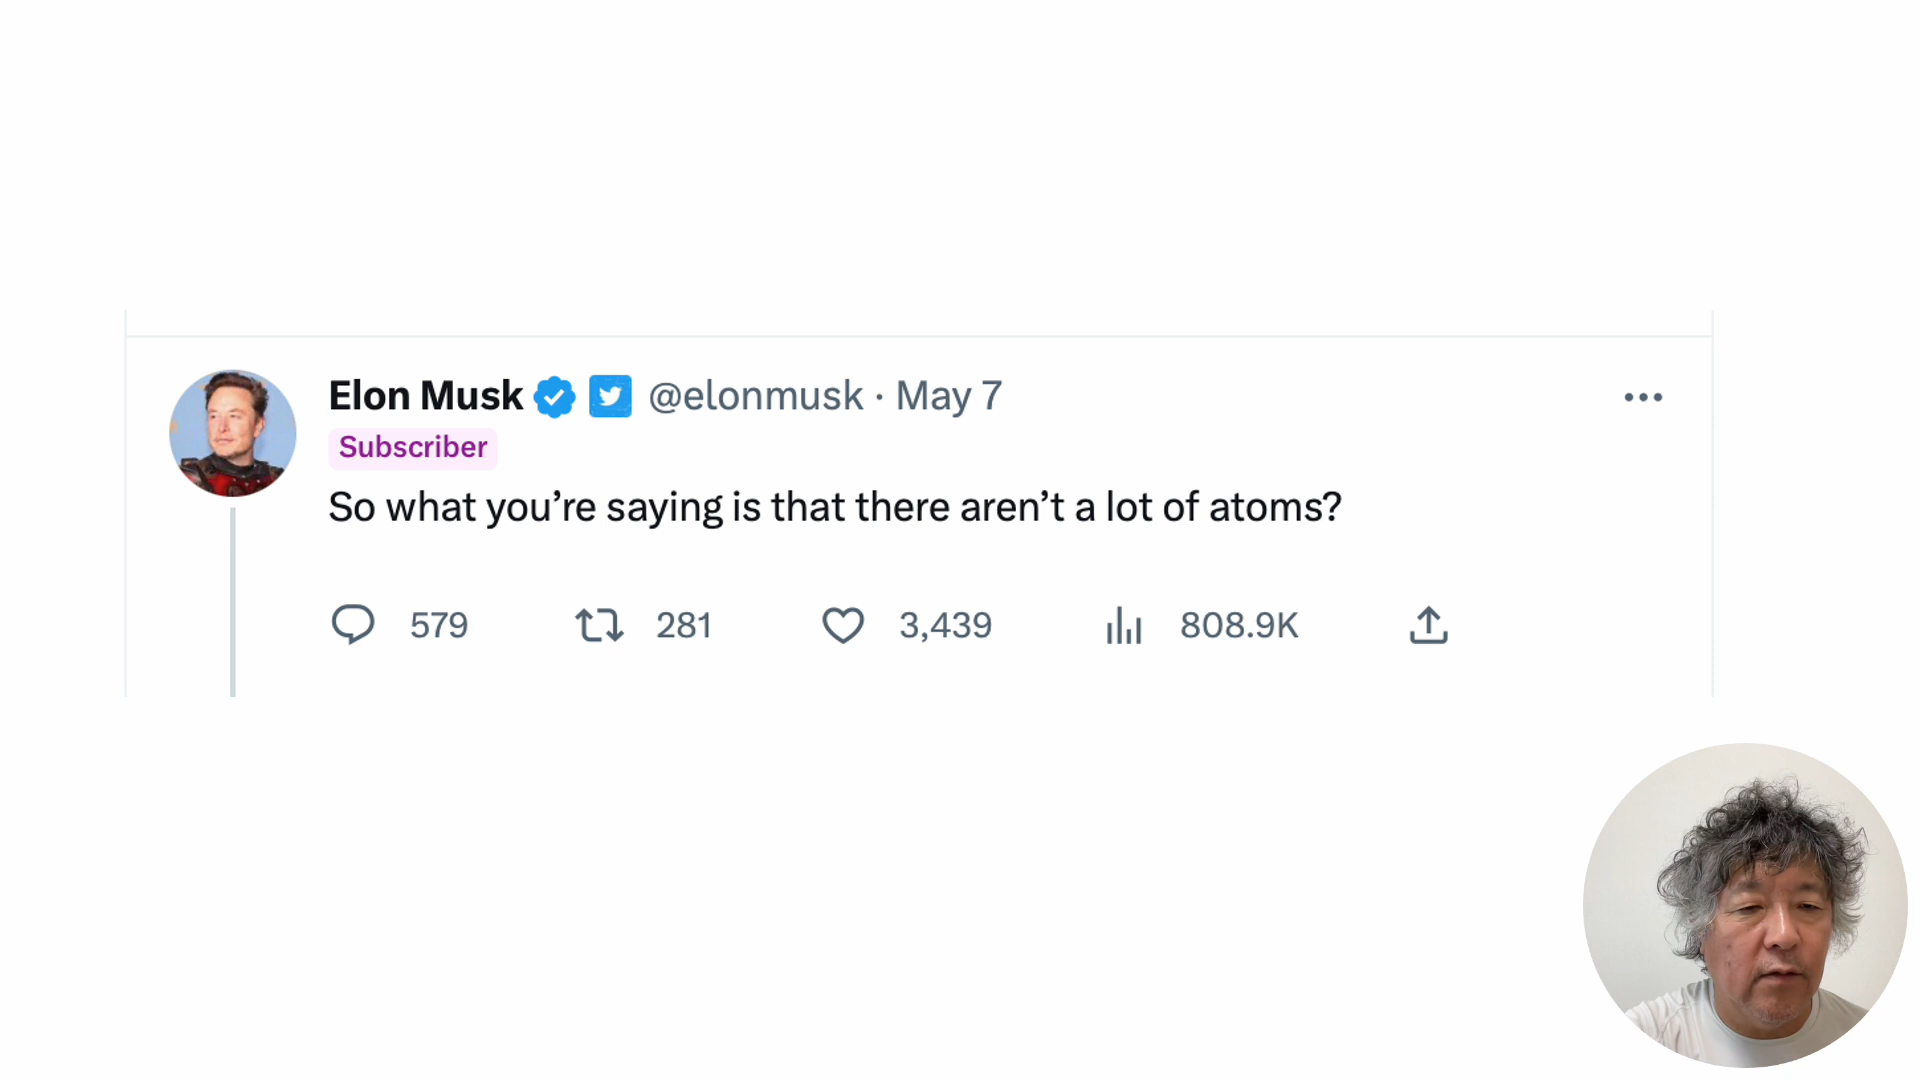 Elon Musk @elonmusk · May 7
Subscriber
So what you’re saying is that there aren’t a lot of atoms?
579 281 3,439 808.9K